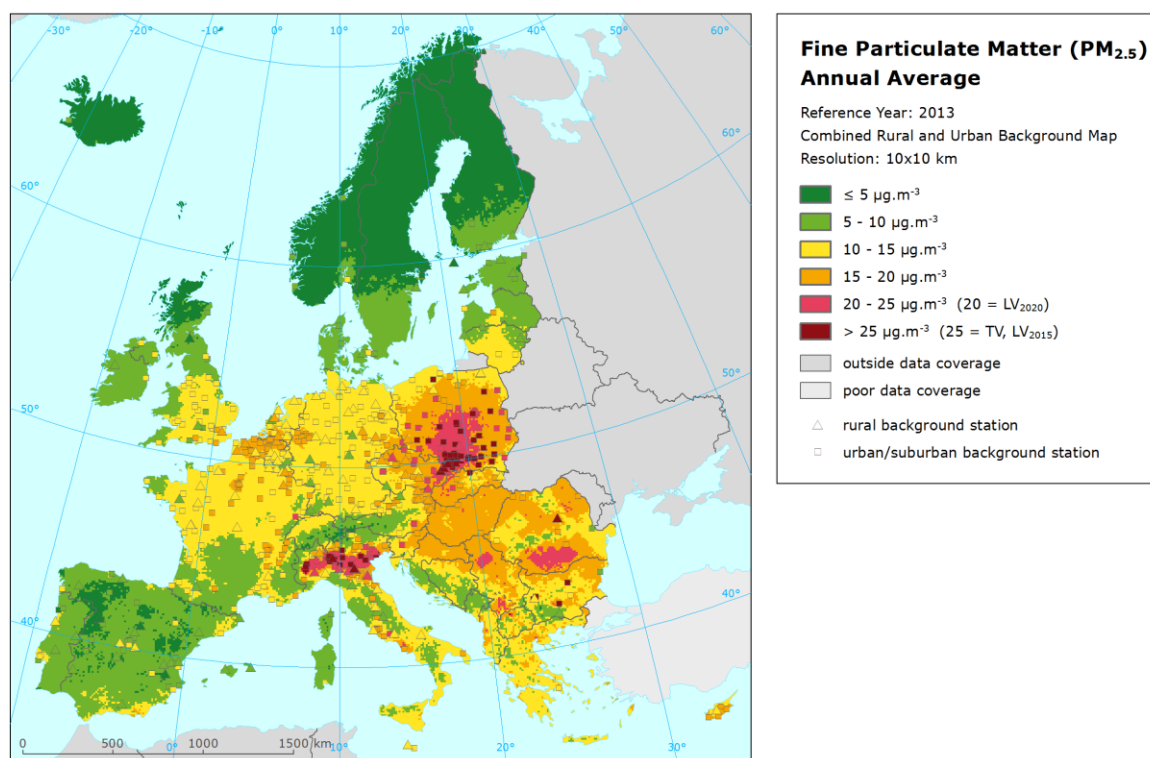 -30°
-20°
-10°
0°
10°
20°
30°
40°
50°
60°
60°
60°
50°
50°
40°
40°
0
500
1000
1500 km
0°
10°
20°
30°
Fine Particulate Matter (PM2.5)
Annual Average
Reference Year: 2013
Combined Rural and Urban Background Map
Resolution: 10x10 km
≤ 5 µg.m-3
5 - 10 µg.m-3
10 - 15 µg.m-3
15 - 20 µg.m-3
20 - 25 µg.m-3 (20 = LV2020)
> 25 µg.m-3 (25 = TV, LV2015)
outside data coverage
poor data coverage
rural background station
urban/suburban background station